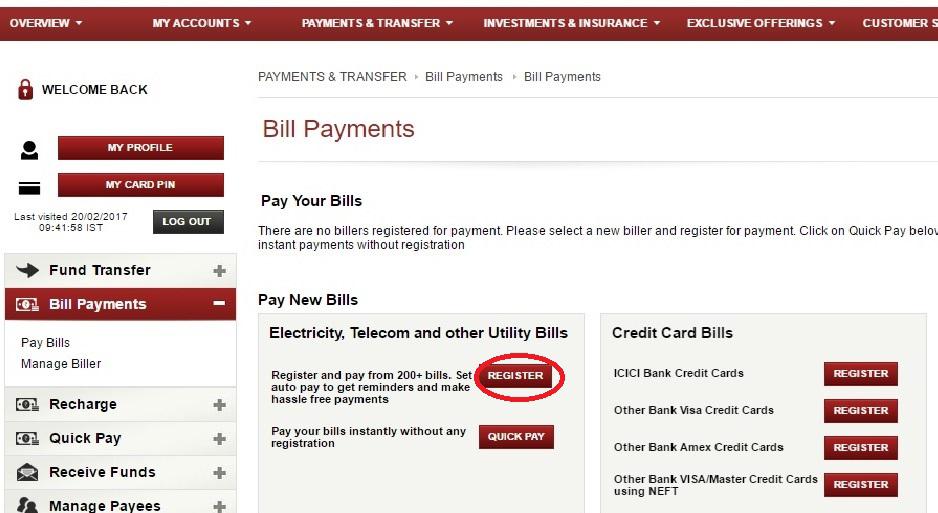 OVERVIEW MY ACCOUNTS PAYMENTS & TRANSFER INVESTMENTS & INSURANCE EXCLUSIVE OFFERINGS CUSTOMER S
WELCOME BACK
MY PROFILE
MY CARD PIN
Last visited 20/02/2017
09:41:58 IST
LOG OUT
Fund Transfer +
Bill Payments −
Pay Bills
Manage Biller
Recharge +
Quick Pay +
Receive Funds +
Manage Payees +
PAYMENTS & TRANSFER Bill Payments Bill Payments
Bill Payments
Pay Your Bills
There are no billers registered for payment. Please select a new biller and register for payment. Click on Quick Pay below
instant payments without registration
Pay New Bills
Electricity, Telecom and other Utility Bills
Register and pay from 200+ bills. Set
auto pay to get reminders and make
hassle free payments
REGISTER
Pay your bills instantly without any
registration
QUICK PAY
Credit Card Bills
ICICI Bank Credit Cards
REGISTER
Other Bank Visa Credit Cards
REGISTER
Other Bank Amex Credit Cards
REGISTER
Other Bank VISA/Master Credit Cards
using NEFT
REGISTER